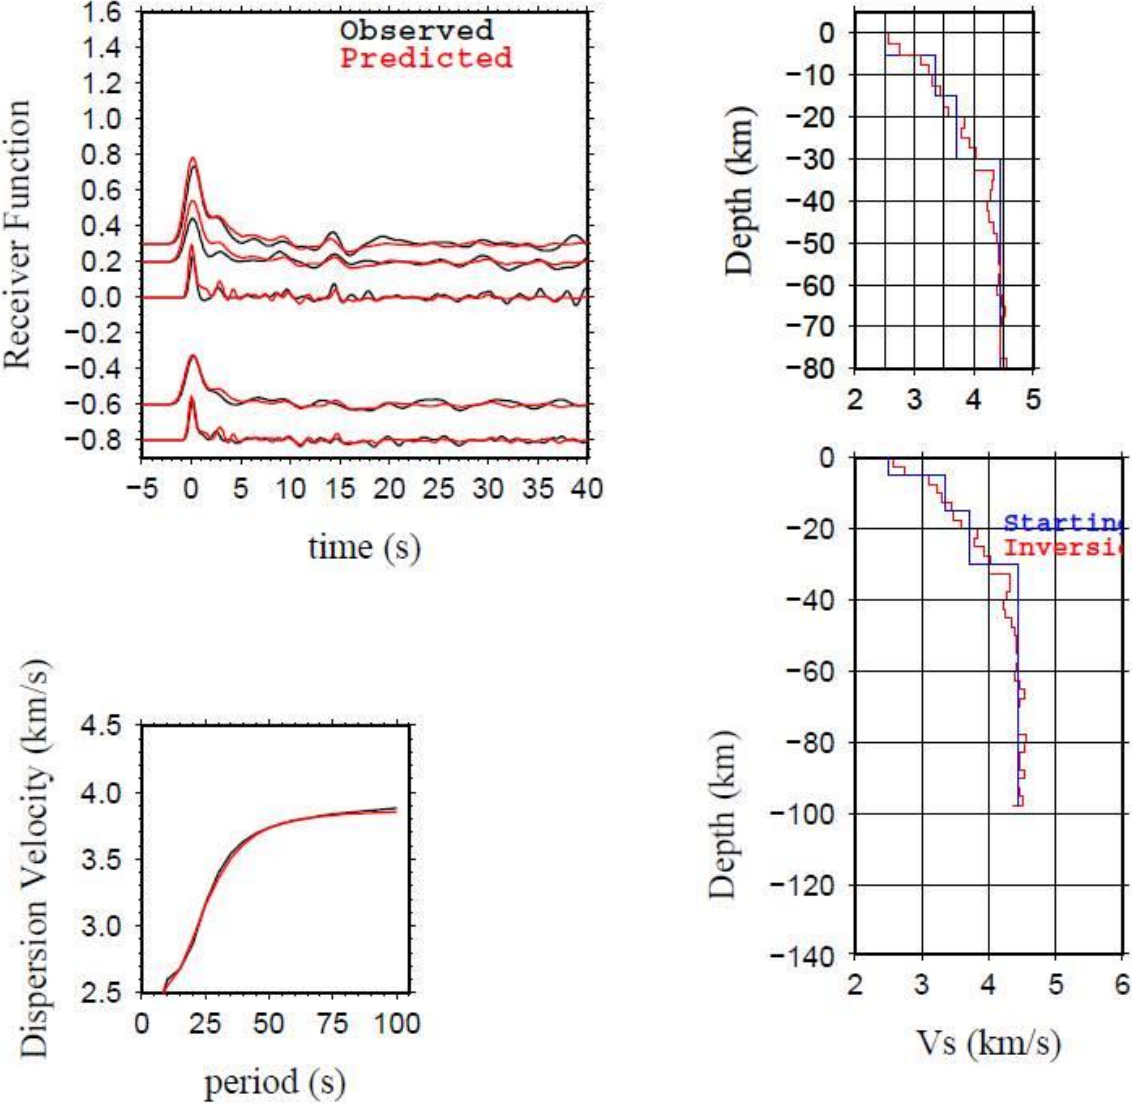 Receiver Function
1.6
1.4
1.2
1.0
0.8
0.6
0.4
0.2
0.0
−0.2
−0.4
−0.6
−0.8
Observed
Predicted
−5 0 5 10 15 20 25 30 35 40
time (s)
Depth (km)
0
−10
−20
−30
−40
−50
−60
−70
−80
2 3 4 5
Dispersion Velocity (km/s)
4.5
4.0
3.5
3.0
2.5
0 25 50 75 100
period (s)
Depth (km)
0
−20
−40
−60
−80
−100
−120
−140
Starting
Inversi
2 3 4 5 6
Vs (km/s)